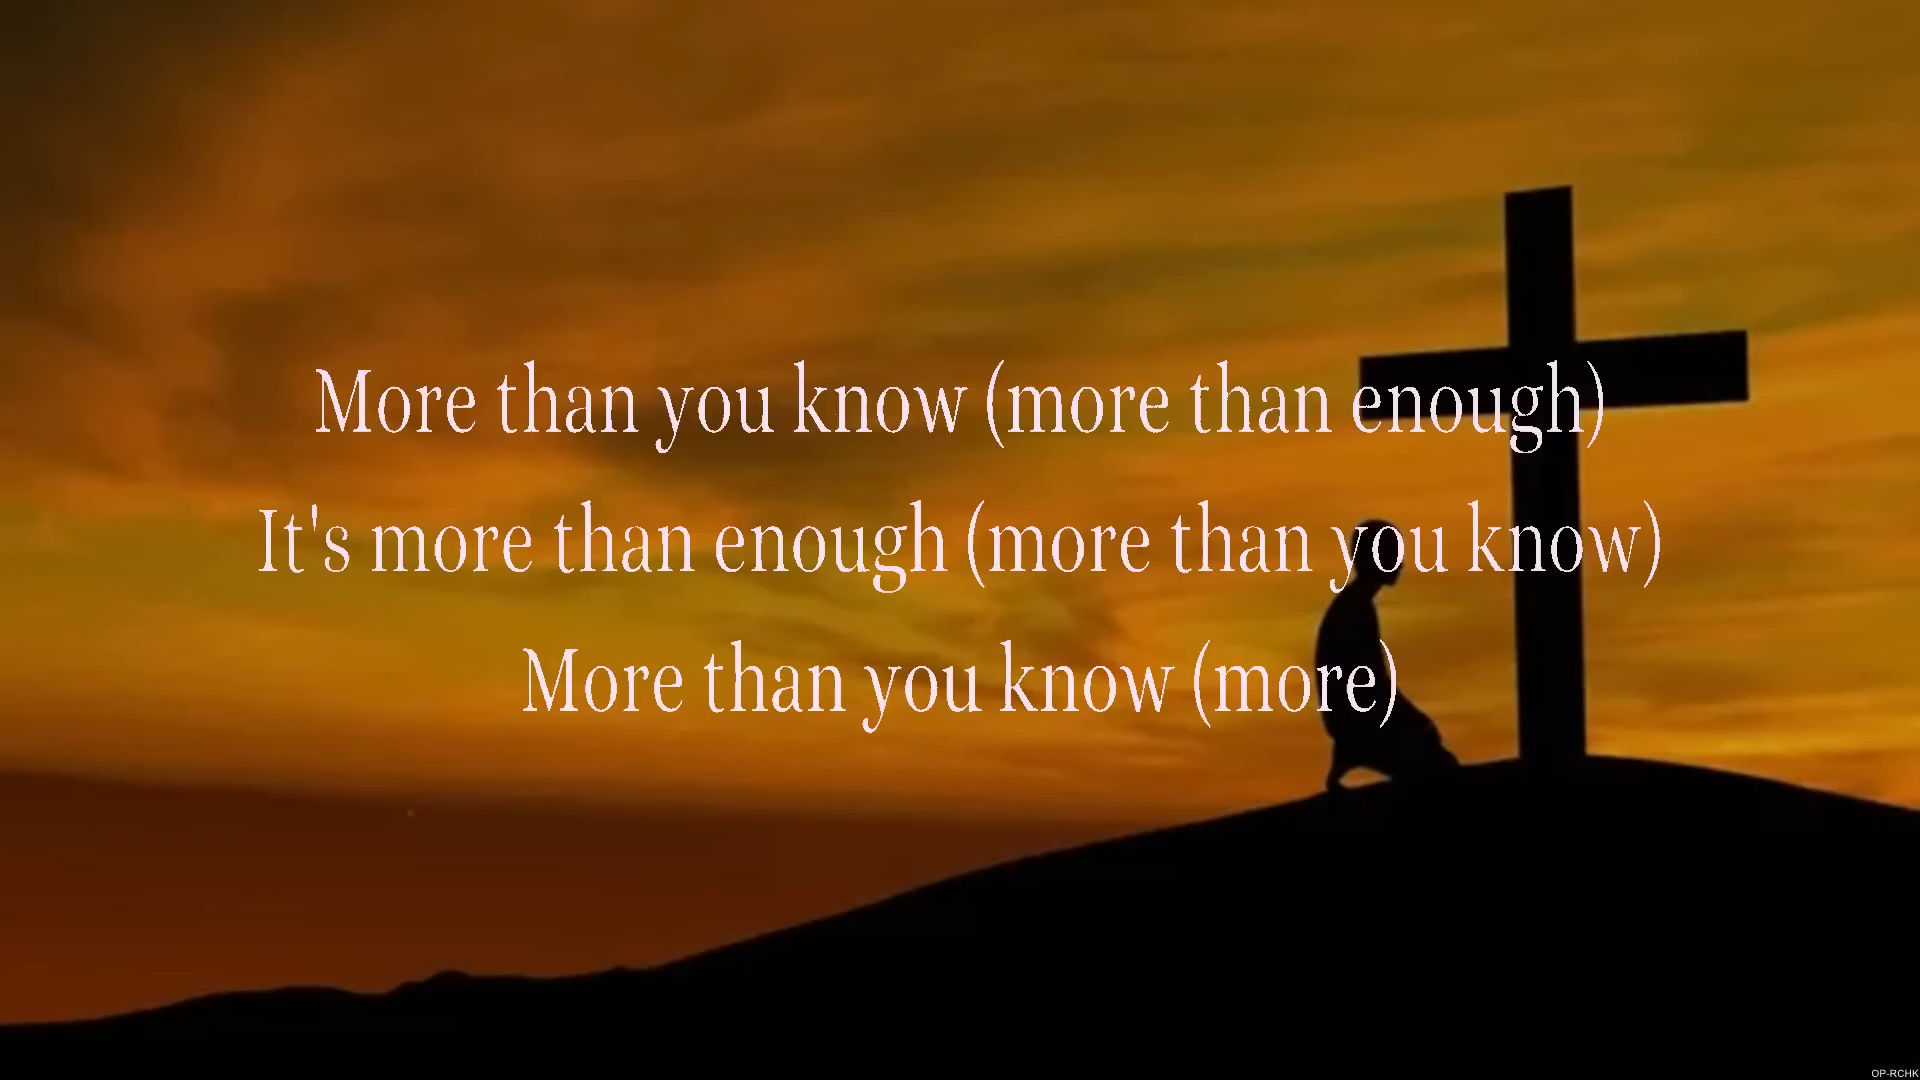 More than you know (more than enough)
It's more than enough (more than you know)
More than you know (more)
OP-RCHK